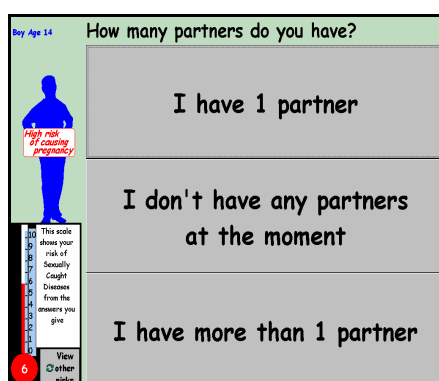 Boy Age 14
How many partners do you have?
I have 1 partner
High risk
of causing
pregnancy
I don't have any partners
at the moment
This scale
shows your
risk of
Sexually
Caught
Diseases
from the
answers you
give
10
9
8
7
6
5
4
3
2
1
0
I have more than 1 partner
6
View
other
risks